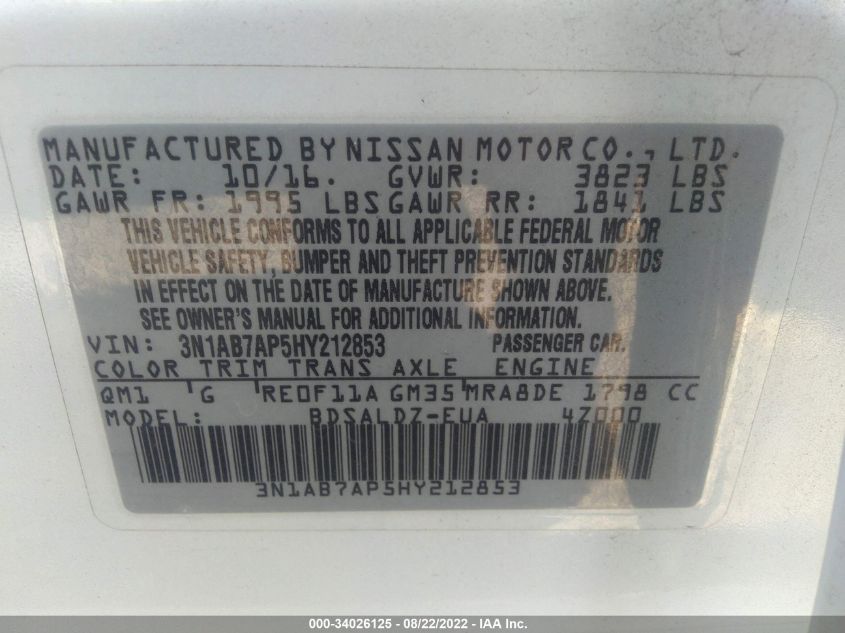 MANUFACTURED BY NISSAN MOTOR CO., LTD.
DATE: 10/16. GVWR: 3823 LBS
GAWR FR: 1995 LBS GAWR RR: 1841 LBS
THIS VEHICLE CONFORMS TO ALL APPLICABLE FEDERAL MOTOR
VEHICLE SAFETY, BUMPER AND THEFT PREVENTION STANDARDS
IN EFFECT ON THE DATE OF MANUFACTURE SHOWN ABOVE.
SEE OWNER'S MANUAL FOR ADDITIONAL INFORMATION.
VIN: 3N1AB7AP5HY212853 PASSENGER CAR.
COLOR TRIM TRANS AXLE ENGINE
QM1 G RE0F11A GM35 MRA8DE 1798 CC
MODEL: BDSALDZ-EUA 4Z000
3N1AB7AP5HY212853
000-34026125 - 08/22/2022 - IAA Inc.